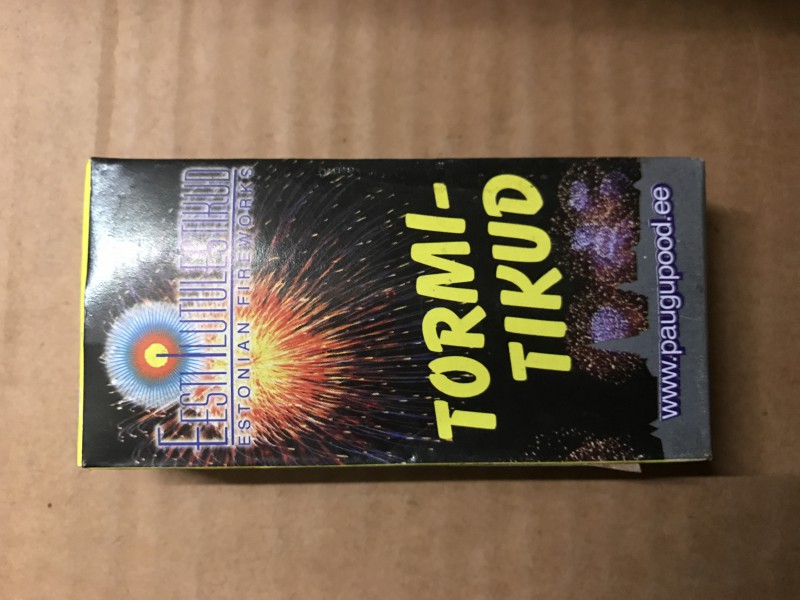 EESTI ILUTULESTIKUD
ESTONIAN FIREWORKS
TORMI-
TIKUD
www.paugupood.ee